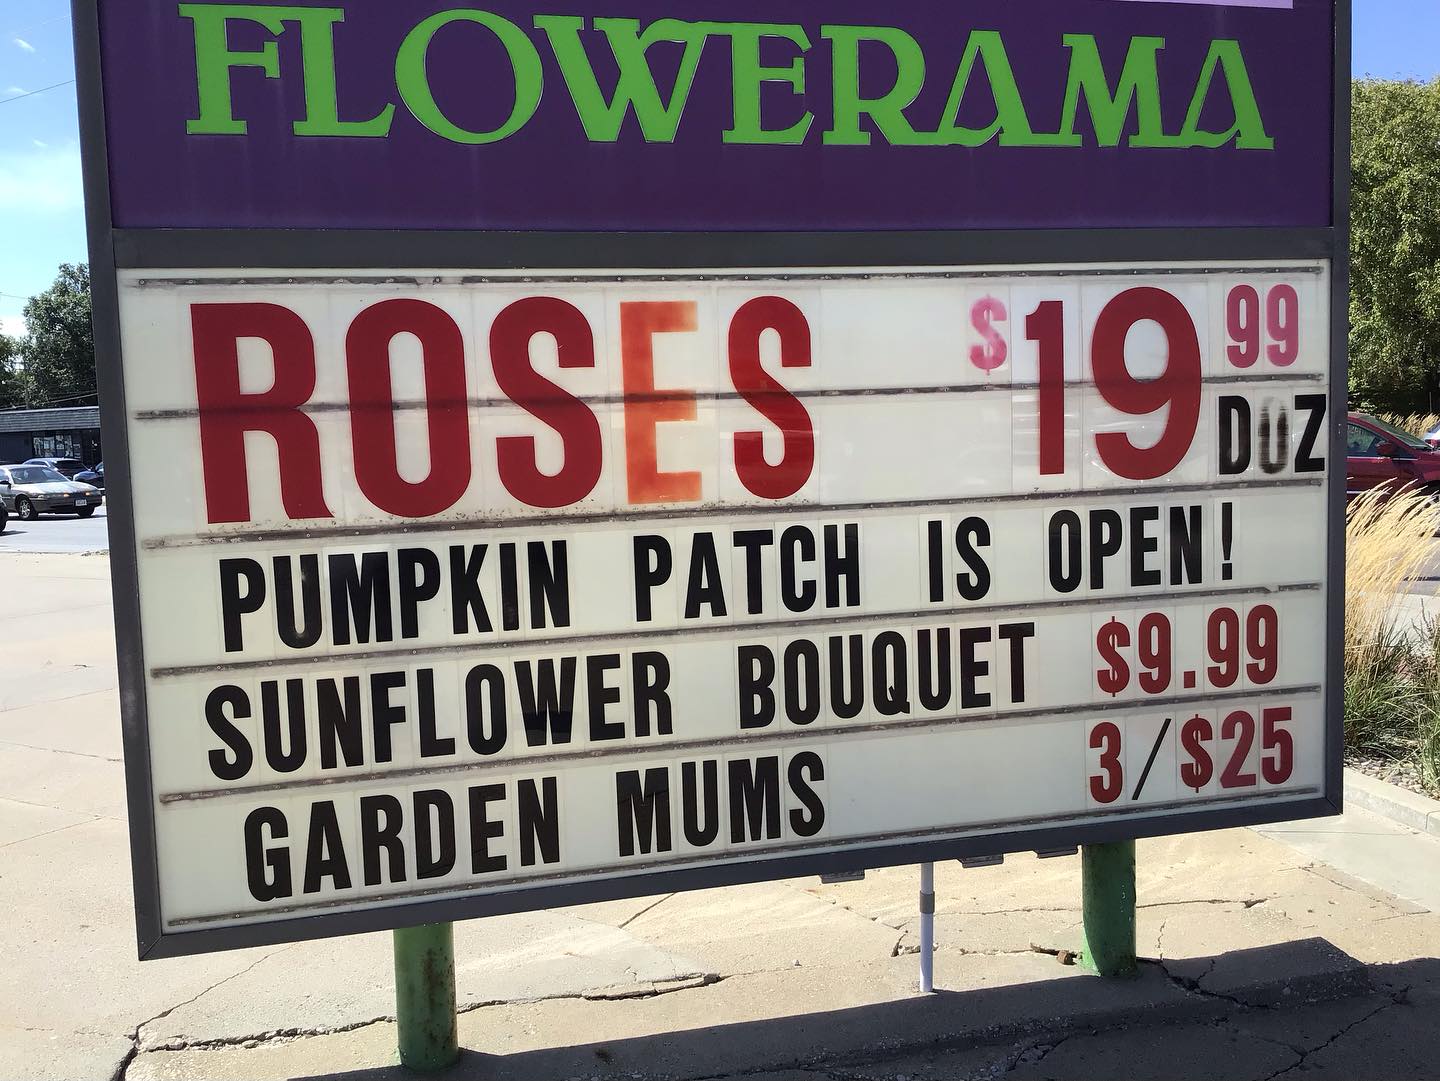 FLOWERAMA
ROSES $19 99 DOZ
PUMPKIN PATCH IS OPEN!
SUNFLOWER BOUQUET $9.99
GARDEN MUMS 3/$25